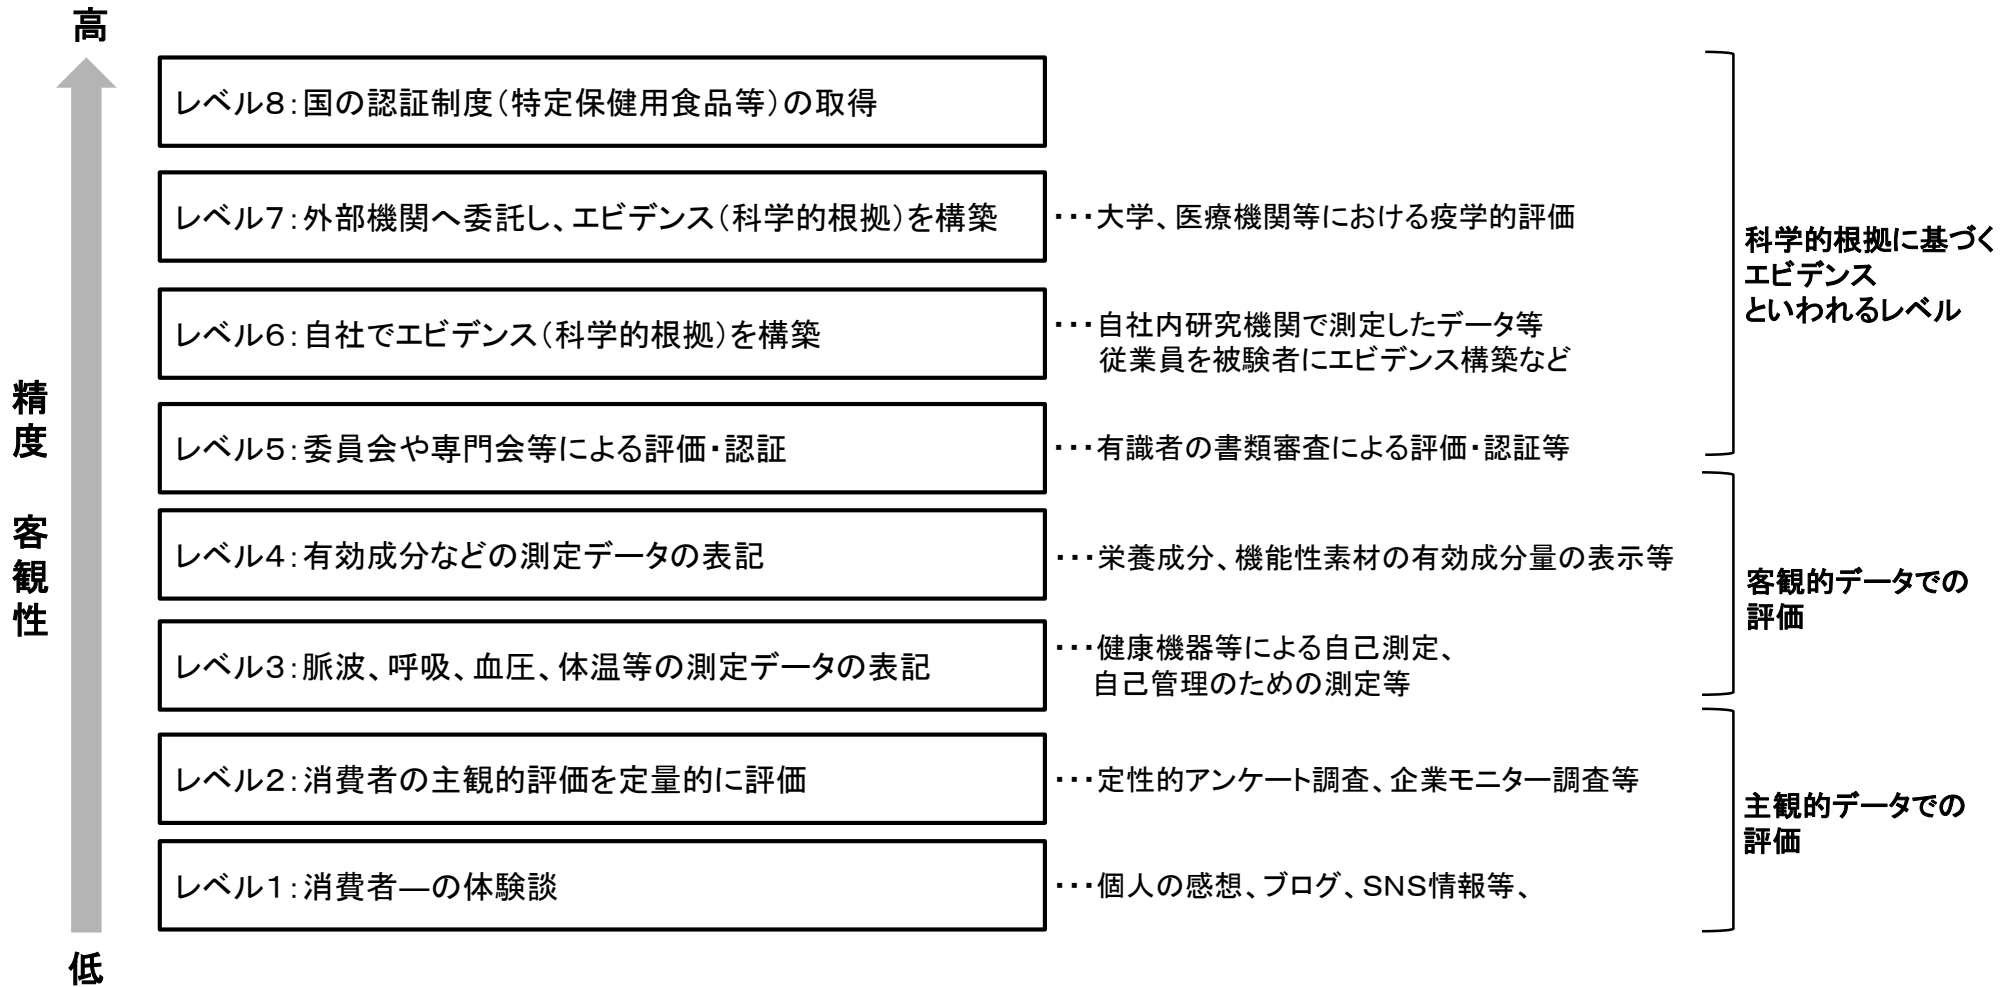 高
レベル8：国の認証制度（特定保健用食品等）の取得
レベル7：外部機関へ委託し、エビデンス（科学的根拠）を構築
・・・大学、医療機関等における疫学的評価
レベル6：自社でエビデンス（科学的根拠）を構築
・・・自社内研究機関で測定したデータ等
従業員を被験者にエビデンス構築など
レベル5：委員会や専門会等による評価・認証
・・・有識者の書類審査による評価・認証等
科学的根拠に基づく
エビデンス
といわれるレベル
レベル4：有効成分などの測定データの表記
・・・栄養成分、機能性素材の有効成分量の表示等
レベル3：脈波、呼吸、血圧、体温等の測定データの表記
・・・健康機器等による自己測定、
自己管理のための測定等
客観的データでの
評価
レベル2：消費者の主観的評価を定量的に評価
・・・定性的アンケート調査、企業モニター調査等
レベル1：消費者―の体験談
・・・個人の感想、ブログ、SNS情報等、
主観的データでの
評価
精度　客観性
低